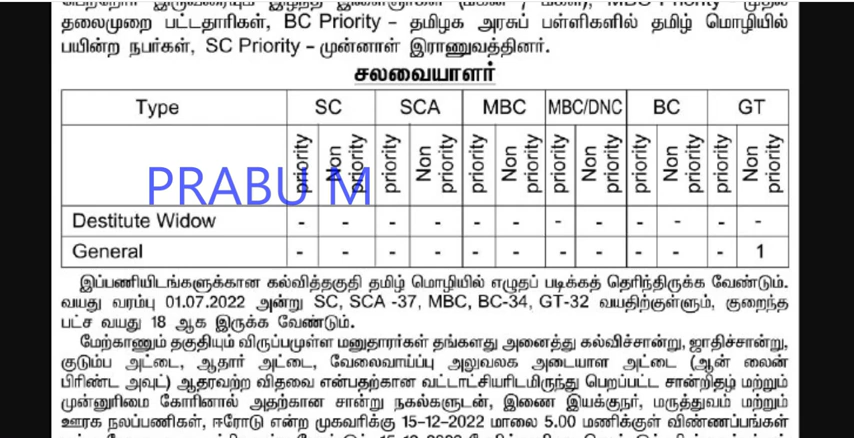 தலைமுறை பட்டதாரிகள், BC Priority – தமிழக அரசுப் பள்ளிகளில் தமிழ் மொழியில்
பயின்ற நபர்கள், SC Priority – முன்னாள் இராணுவத்தினர்.
சலவையாளர்
Type SC SCA MBC MBC/DNC BC GT
priority Non priority priority Non priority priority Non priority priority Non priority priority Non priority priority Non priority
PRABU M
Destitute Widow - - - - - - - - - - - -
General - - - - - - - - - - - 1
இப்பணியிடங்களுக்கான கல்வித்தகுதி தமிழ் மொழியில் எழுதப் படிக்கத் தெரிந்திருக்க வேண்டும்.
வயது வரம்பு 01.07.2022 அன்று SC, SCA -37, MBC, BC-34, GT-32 வயதிற்குள்ளும், குறைந்த
பட்ச வயது 18 ஆக இருக்க வேண்டும்.
மேற்காணும் தகுதியும் விருப்பமுள்ள மனுதாரர்கள் தங்களது அனைத்து கல்விச்சான்று, ஜாதிச்சான்று,
குடும்ப அட்டை, ஆதார் அட்டை, வேலைவாய்ப்பு அலுவலக அடையாள அட்டை (ஆன் லைன்
பிரிண்ட அவுட்) ஆதரவற்ற விதவை என்பதற்கான வட்டாட்சியரிடமிருந்து பெறப்பட்ட சான்றிதழ் மற்றும்
முன்னுரிமை கோரினால் அதற்கான சான்று நகல்களுடன், இணை இயக்குநர், மருத்துவம் மற்றும்
ஊரக நலப்பணிகள், ஈரோடு என்ற முகவரிக்கு 15-12-2022 மாலை 5.00 மணிக்குள் விண்ணப்பங்கள்